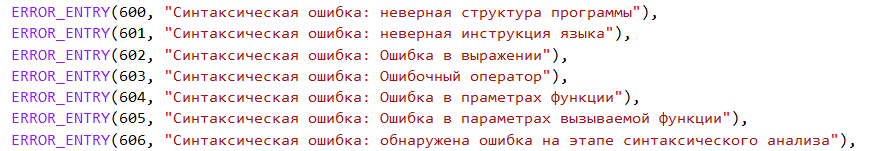 ERROR_ENTRY(600, "Синтаксическая ошибка: неверная структура программы"),
ERROR_ENTRY(601, "Синтаксическая ошибка: неверная инструкция языка"),
ERROR_ENTRY(602, "Синтаксическая ошибка: Ошибка в выражении"),
ERROR_ENTRY(603, "Синтаксическая ошибка: Ошибочный оператор"),
ERROR_ENTRY(604, "Синтаксическая ошибка: Ошибка в праметрах функции"),
ERROR_ENTRY(605, "Синтаксическая ошибка: Ошибка в параметрах вызываемой функции"),
ERROR_ENTRY(606, "Синтаксическая ошибка: обнаружена ошибка на этапе синтаксического анализа"),